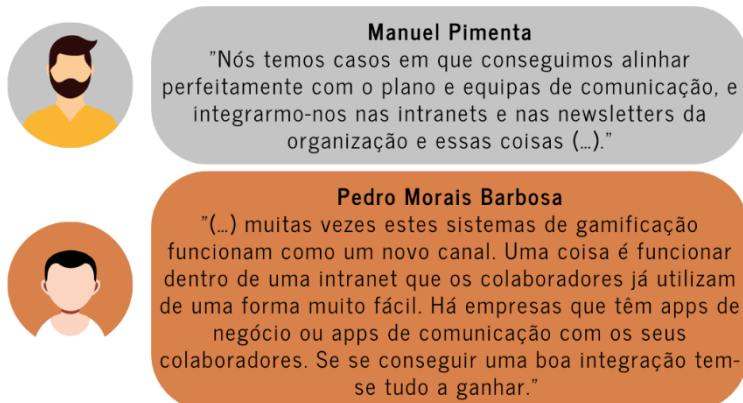 Manuel Pimenta
"Nós temos casos em que conseguimos alinhar
perfeitamente com o plano e equipas de comunicação, e
integrarmo-nos nas intranets e nas newsletters da
organização e essas coisas (...)."
Pedro Morais Barbosa
"(...) muitas vezes estes sistemas de gamificação
funcionam como um novo canal. Uma coisa é funcionar
dentro de uma intranet que os colaboradores já utilizam
de uma forma muito fácil. Há empresas que têm apps de
negócio ou apps de comunicação com os seus
colaboradores. Se se conseguir uma boa integração tem-
se tudo a ganhar."